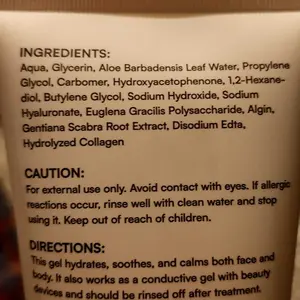 INGREDIENTS:
Aqua, Glycerin, Aloe Barbadensis Leaf Water, Propylene
Glycol, Carbomer, Hydroxyacetophenone, 1,2-Hexane-
diol, Butylene Glycol, Sodium Hydroxide, Sodium
Hyaluronate, Euglena Gracilis Polysaccharide, Algin,
Gentiana Scabra Root Extract, Disodium Edta,
Hydrolyzed Collagen
CAUTION:
For external use only. Avoid contact with eyes. If allergic
reactions occur, rinse well with clean water and stop
using it. Keep out of reach of children.
DIRECTIONS:
This gel hydrates, soothes, and calms both face and
body. It also works as a conductive gel with beauty
devices and should be rinsed off after treatment.